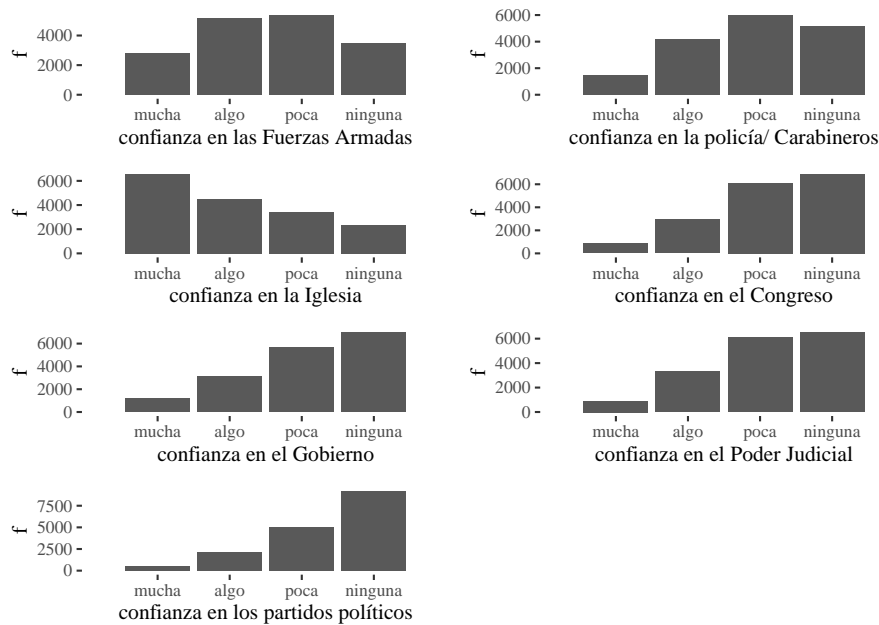 f
4000
2000
0
mucha algo poca ninguna
confianza en las Fuerzas Armadas
f
6000
4000
2000
0
mucha algo poca ninguna
confianza en la policía/ Carabineros
f
6000
4000
2000
0
mucha algo poca ninguna
confianza en la Iglesia
f
6000
4000
2000
0
mucha algo poca ninguna
confianza en el Congreso
f
6000
4000
2000
0
mucha algo poca ninguna
confianza en el Gobierno
f
6000
4000
2000
0
mucha algo poca ninguna
confianza en el Poder Judicial
f
7500
5000
2500
0
mucha algo poca ninguna
confianza en los partidos políticos